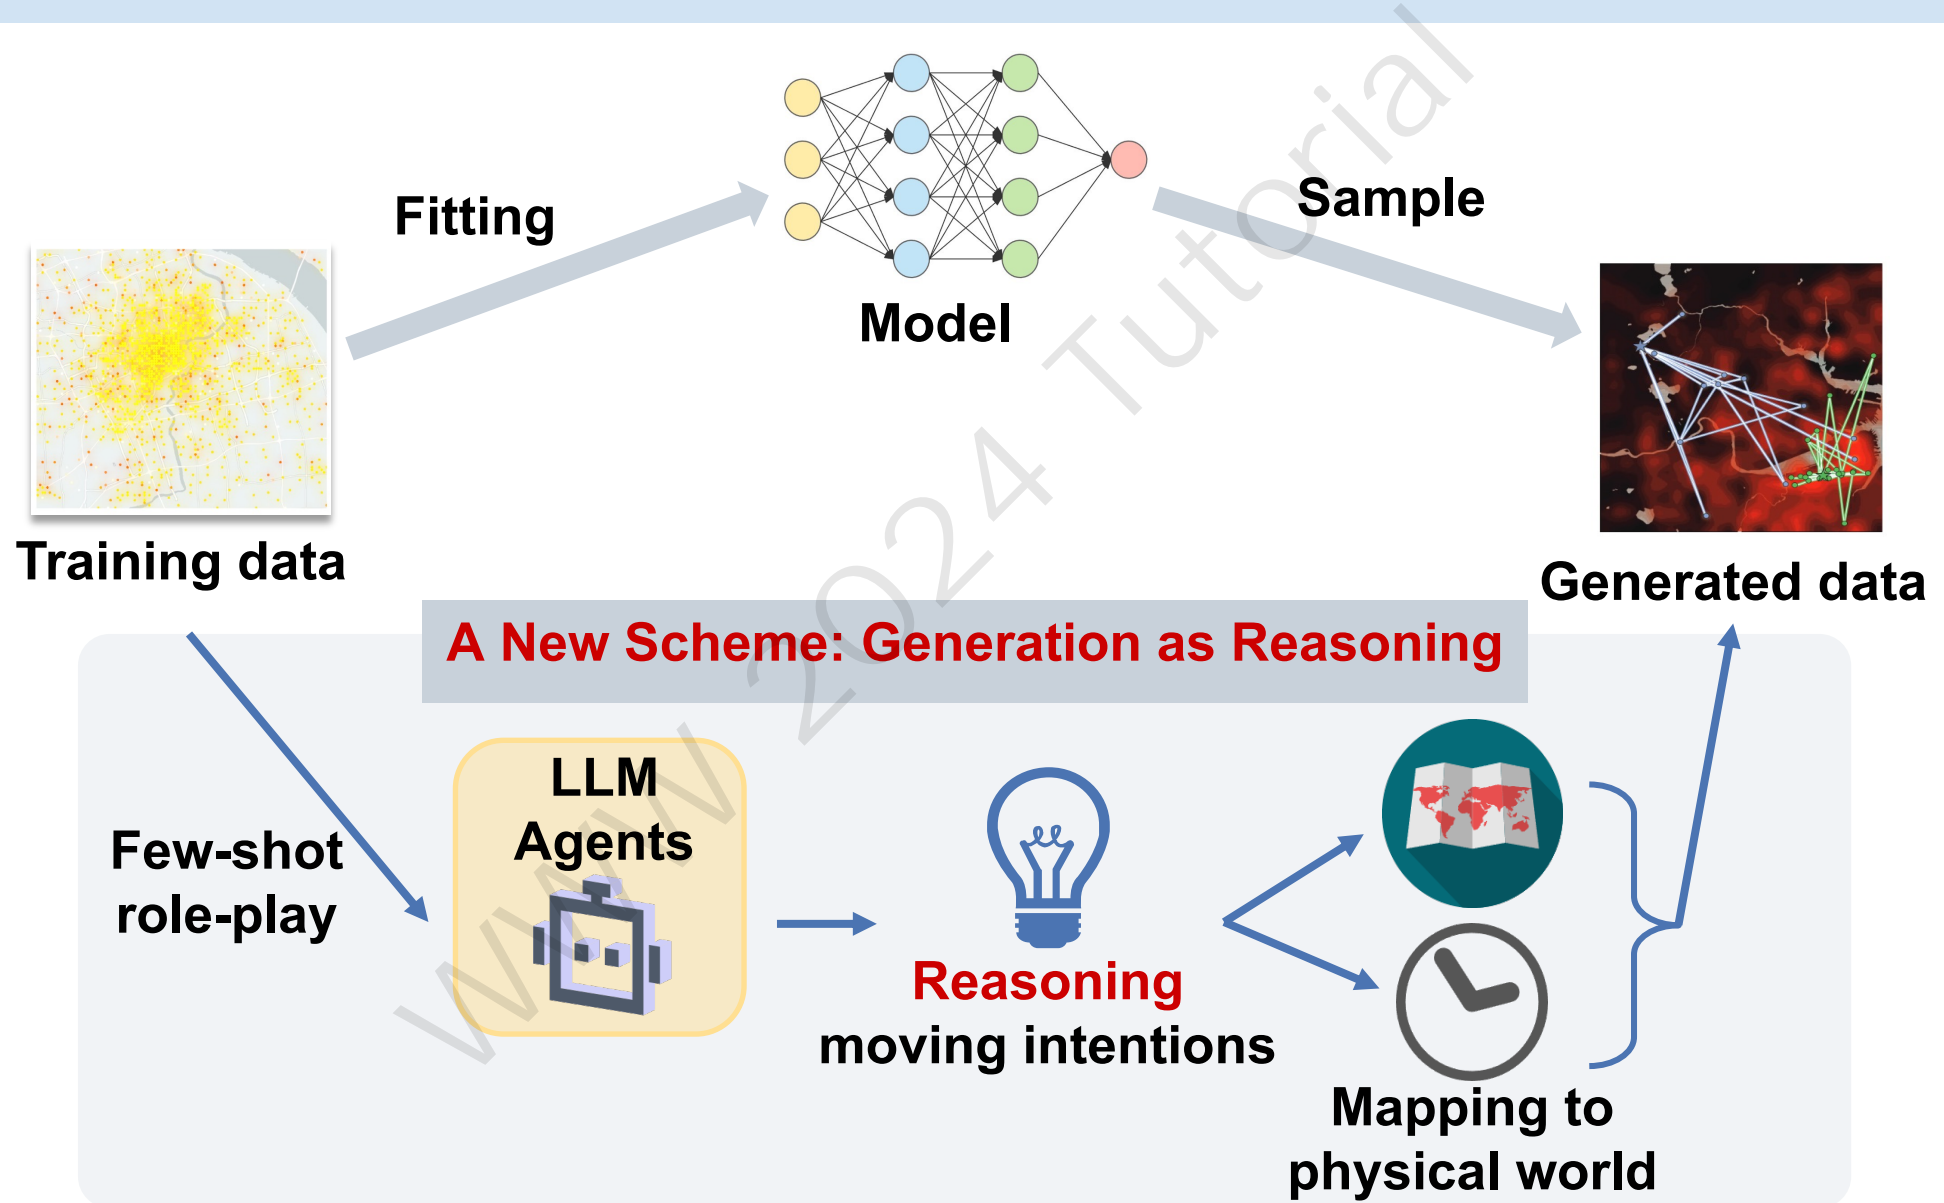 Fitting
Sample
Model
Training data
Generated data
A New Scheme: Generation as Reasoning
LLM
Agents
Few-shot
role-play
Reasoning
moving intentions
Mapping to
physical world
WWW 2024 Tutorial